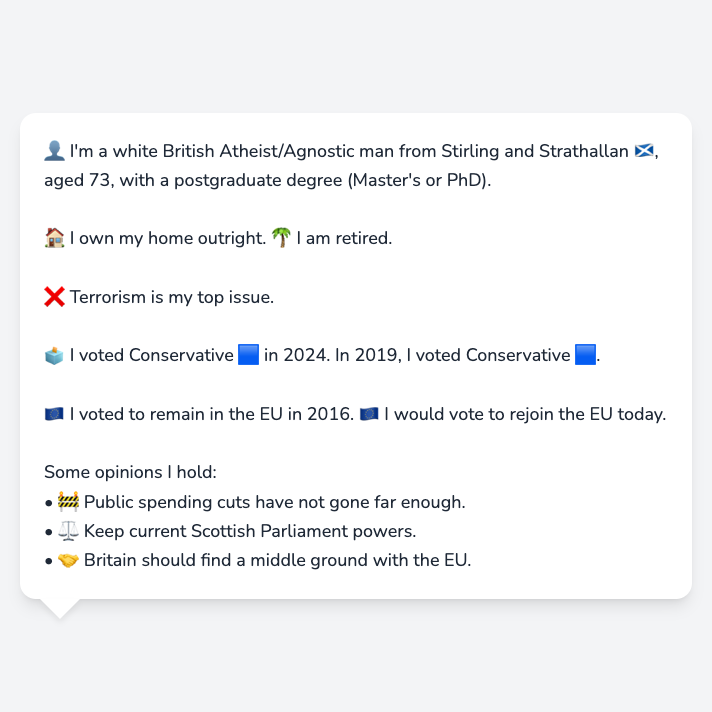 👤 I'm a white British Atheist/Agnostic man from Stirling and Strathallan 🏴󠁧󠁢󠁳󠁣󠁴󠁿,
aged 73, with a postgraduate degree (Master's or PhD).
🏠 I own my home outright. 🌴 I am retired.
❌ Terrorism is my top issue.
🗳️ I voted Conservative 🟦 in 2024. In 2019, I voted Conservative 🟦.
🇪🇺 I voted to remain in the EU in 2016. 🇪🇺 I would vote to rejoin the EU today.
Some opinions I hold:
• 🚧 Public spending cuts have not gone far enough.
• ⚖️ Keep current Scottish Parliament powers.
• 🤝 Britain should find a middle ground with the EU.